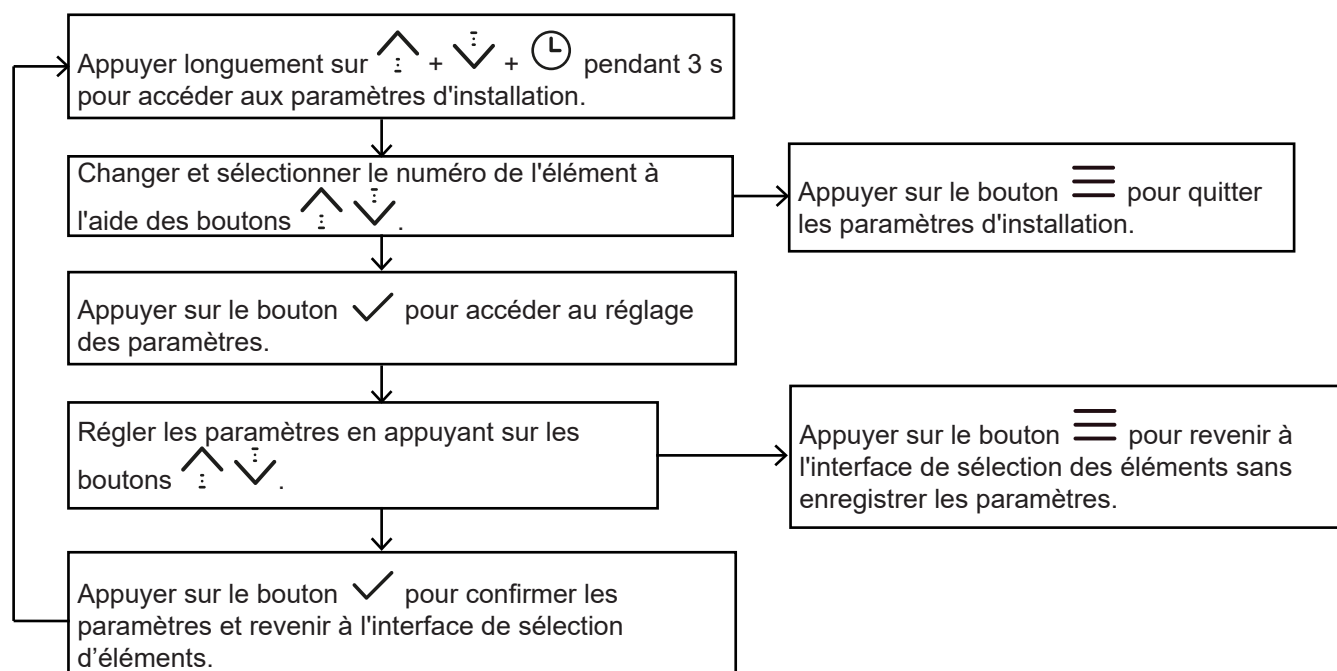 Appuyer longuement sur + + pendant 3 s
pour accéder aux paramètres d'installation.
Changer et sélectionner le numéro de l'élément à
l'aide des boutons .
Appuyer sur le bouton pour quitter
les paramètres d'installation.
Appuyer sur le bouton pour accéder au réglage
des paramètres.
Régler les paramètres en appuyant sur les
boutons .
Appuyer sur le bouton pour revenir à
l'interface de sélection des éléments sans
enregistrer les paramètres.
Appuyer sur le bouton pour confirmer les
paramètres et revenir à l'interface de sélection
d’éléments.